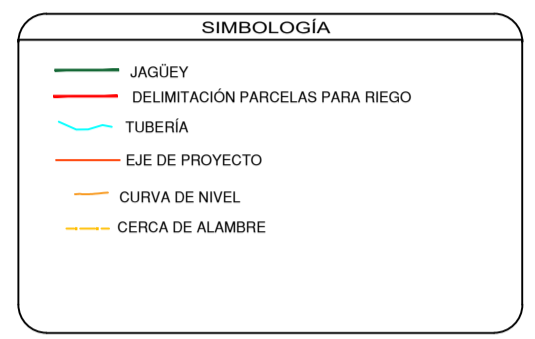 SIMBOLOGÍA
JAGÜEY
DELIMITACIÓN PARCELAS PARA RIEGO
TUBERÍA
EJE DE PROYECTO
CURVA DE NIVEL
CERCA DE ALAMBRE